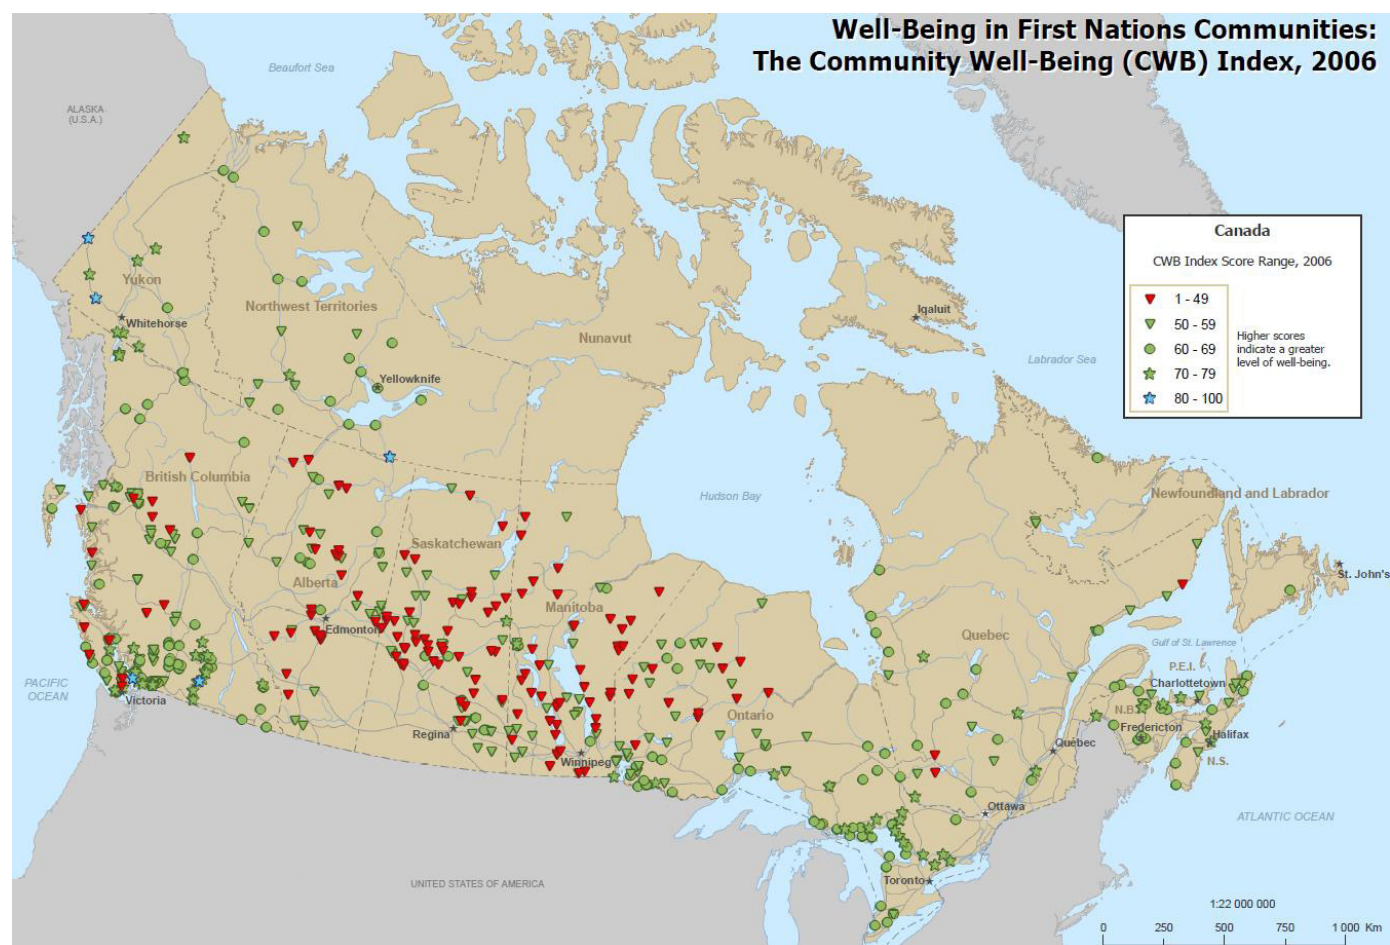 Well-Being in First Nations Communities:
The Community Well-Being (CWB) Index, 2006
Beaufort Sea
ALASKA
(U.S.A.)
Canada
CWB Index Score Range, 2006
1 - 49
50 - 59
60 - 69
70 - 79
80 - 100
Higher scores
indicate a greater
level of well-being.
Yukon
Northwest Territories
Nunavut
Iqaluit
Whitehorse
Labrador Sea
Yellowknife
British Columbia
Hudson Bay
Newfoundland and Labrador
Saskatchewan
Alberta
St. John's
Manitoba
Edmonton
Quebec
Gulf of St. Lawrence
P.E.I.
Charlottetown
PACIFIC
OCEAN
Victoria
N.B.
Ontario
Fredericton
Regina
Halifax
Québec
Winnipeg
N.S.
Ottawa
ATLANTIC OCEAN
UNITED STATES OF AMERICA
Toronto
1:22 000 000
0 250 500 750 1 000 Km